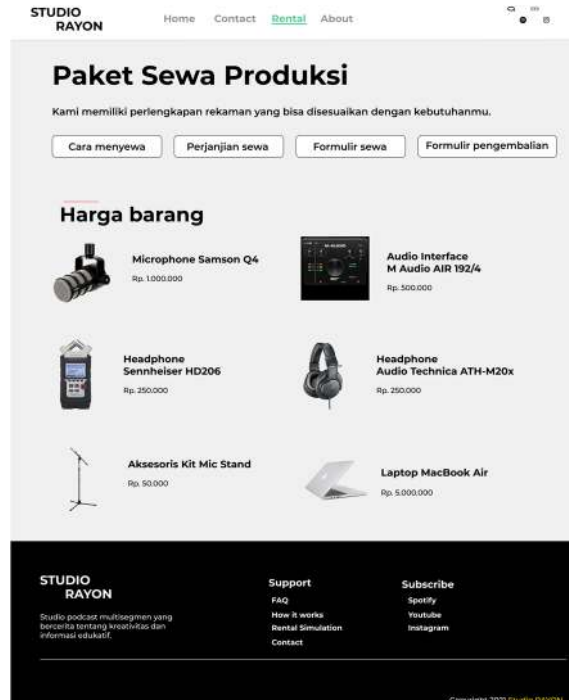 STUDIO
RAYON
Home Contact Rental About
Paket Sewa Produksi
Kami memiliki perlengkapan rekaman yang bisa disesuaikan dengan kebutuhanmu.
Cara menyewa Perjanjian sewa Formulir sewa Formulir pengembalian
Harga barang
Microphone Samson Q4
Rp. 1.000.000
M-AUDIO
Audio Interface
M Audio AIR 192/4
Rp. 500.000
Headphone
Sennheiser HD206
Rp. 250.000
Headphone
Audio Technica ATH-M20x
Rp. 250.000
Aksesoris Kit Mic Stand
Rp. 50.000
Laptop MacBook Air
Rp. 5.000.000
STUDIO
RAYON
Studio podcast multisegmen yang
bercerita tentang kreativitas dan
informasi edukatif.
Support
FAQ
How it works
Rental Simulation
Contact
Subscribe
Spotify
Youtube
Instagram
Copyright 2021 Studio RAYON